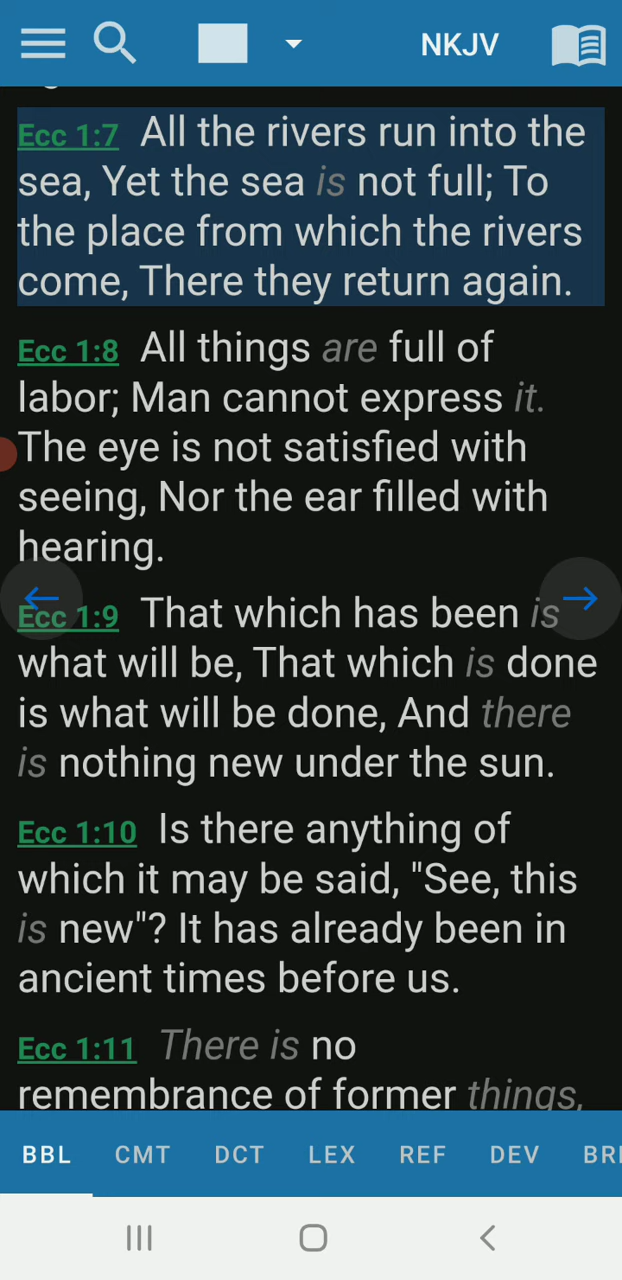 NKJV
Ecc 1:7 All the rivers run into the
sea, Yet the sea is not full; To
the place from which the rivers
come, There they return again.
Ecc 1:8 All things are full of
labor; Man cannot express it.
The eye is not satisfied with
seeing, Nor the ear filled with
hearing.
Ecc 1:9 That which has been is
what will be, That which is done
is what will be done, And there
is nothing new under the sun.
Ecc 1:10 Is there anything of
which it may be said, "See, this
is new"? It has already been in
ancient times before us.
Ecc 1:11 There is no
remembrance of former things,
BBL CMT DCT LEX REF DEV BRI